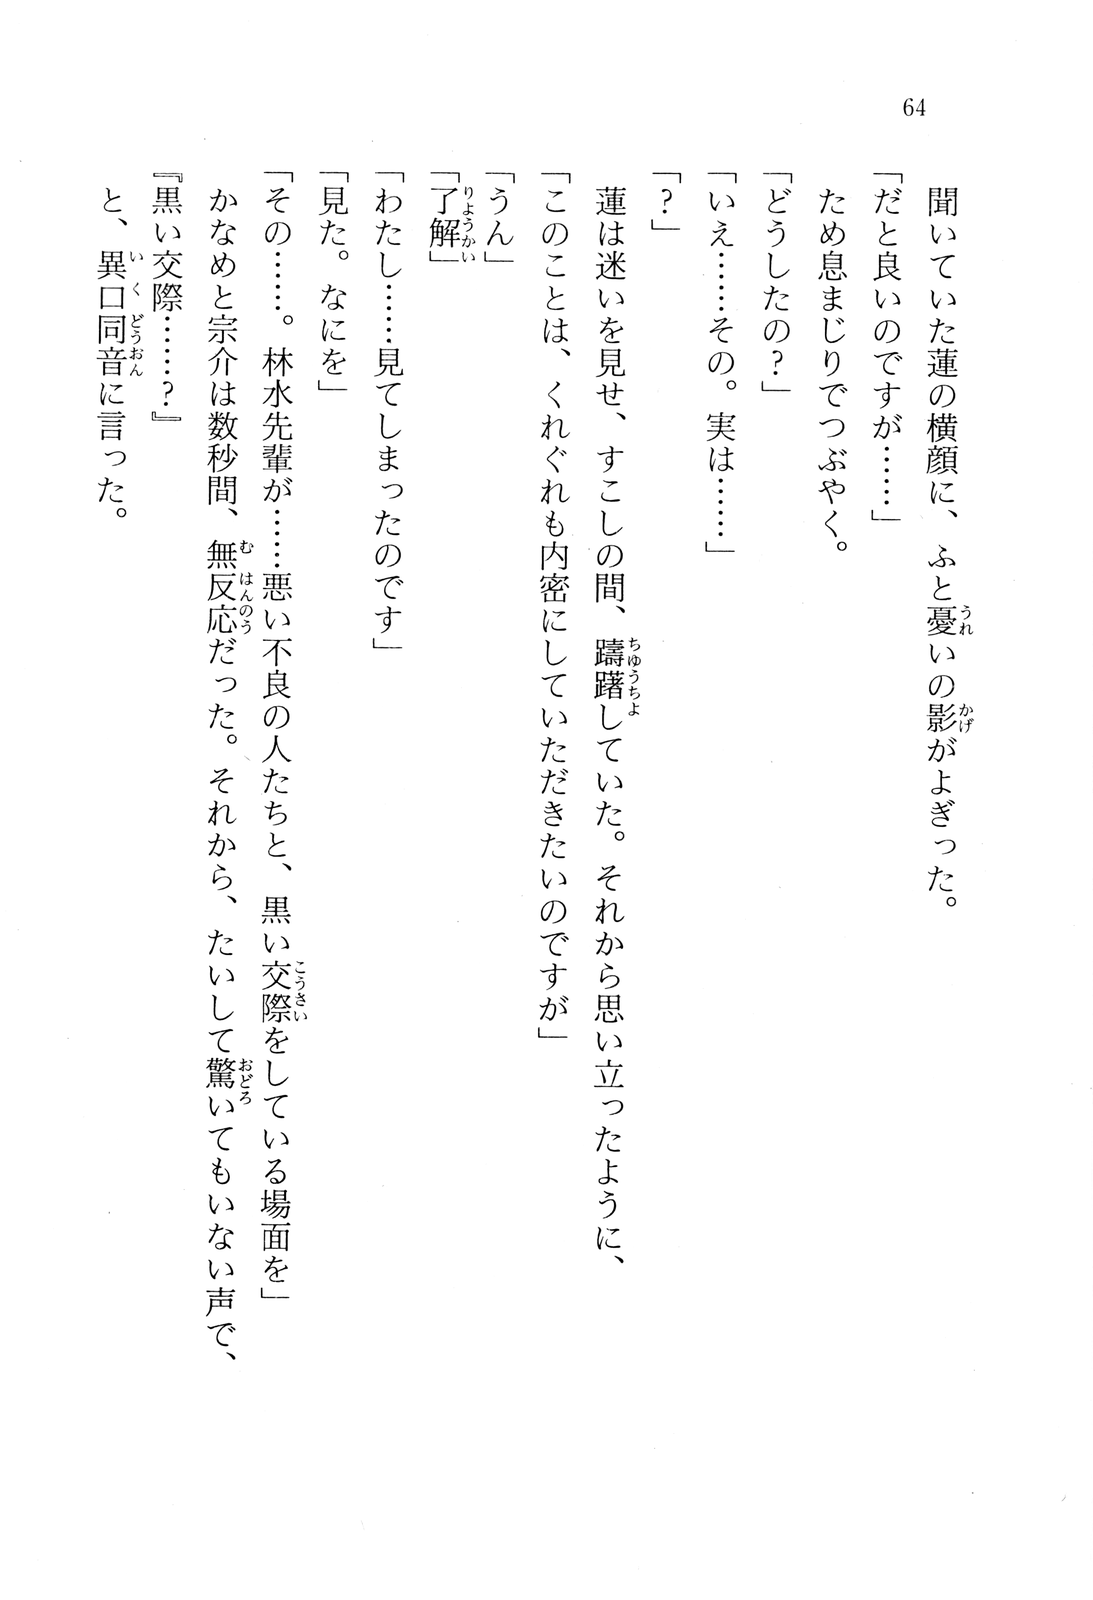 64
聞いていた蓮の横顔に、ふと憂いの影がよぎった。
「だと良いのですが……」
ため息まじりでつぶやく。
「どうしたの？」
「いえ……その。実は……」
「？」
蓮は迷いを見せ、すこしの間、躊躇していた。それから思い立ったように、
「このことは、くれぐれも内密にしていただきたいのですが」
「うん」
「了解」
「わたし……見てしまったのです」
「見た。なにを」
「その……。林水先輩が……悪い不良の人たちと、黒い交際をしている場面を」
かなめと宗介は数秒間、無反応だった。それから、たいして驚いてもいない声で、
『黒い交際……？』
と、異口同音に言った。